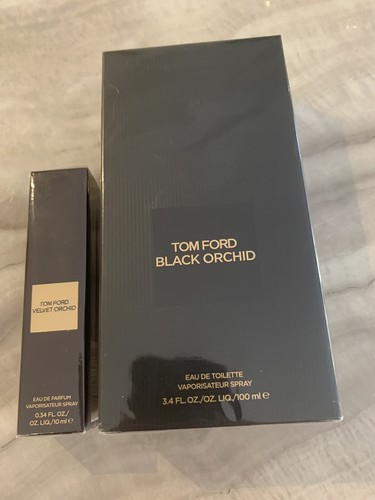 TOM FORD
VELVET ORCHID
EAU DE PARFUM
VAPORISATEUR SPRAY
0.34 FL. OZ./
OZ. LIQ./10 ml ℮
TOM FORD
BLACK ORCHID
EAU DE TOILETTE
VAPORISATEUR SPRAY
3.4 FL. OZ./OZ. LIQ./100 ml ℮